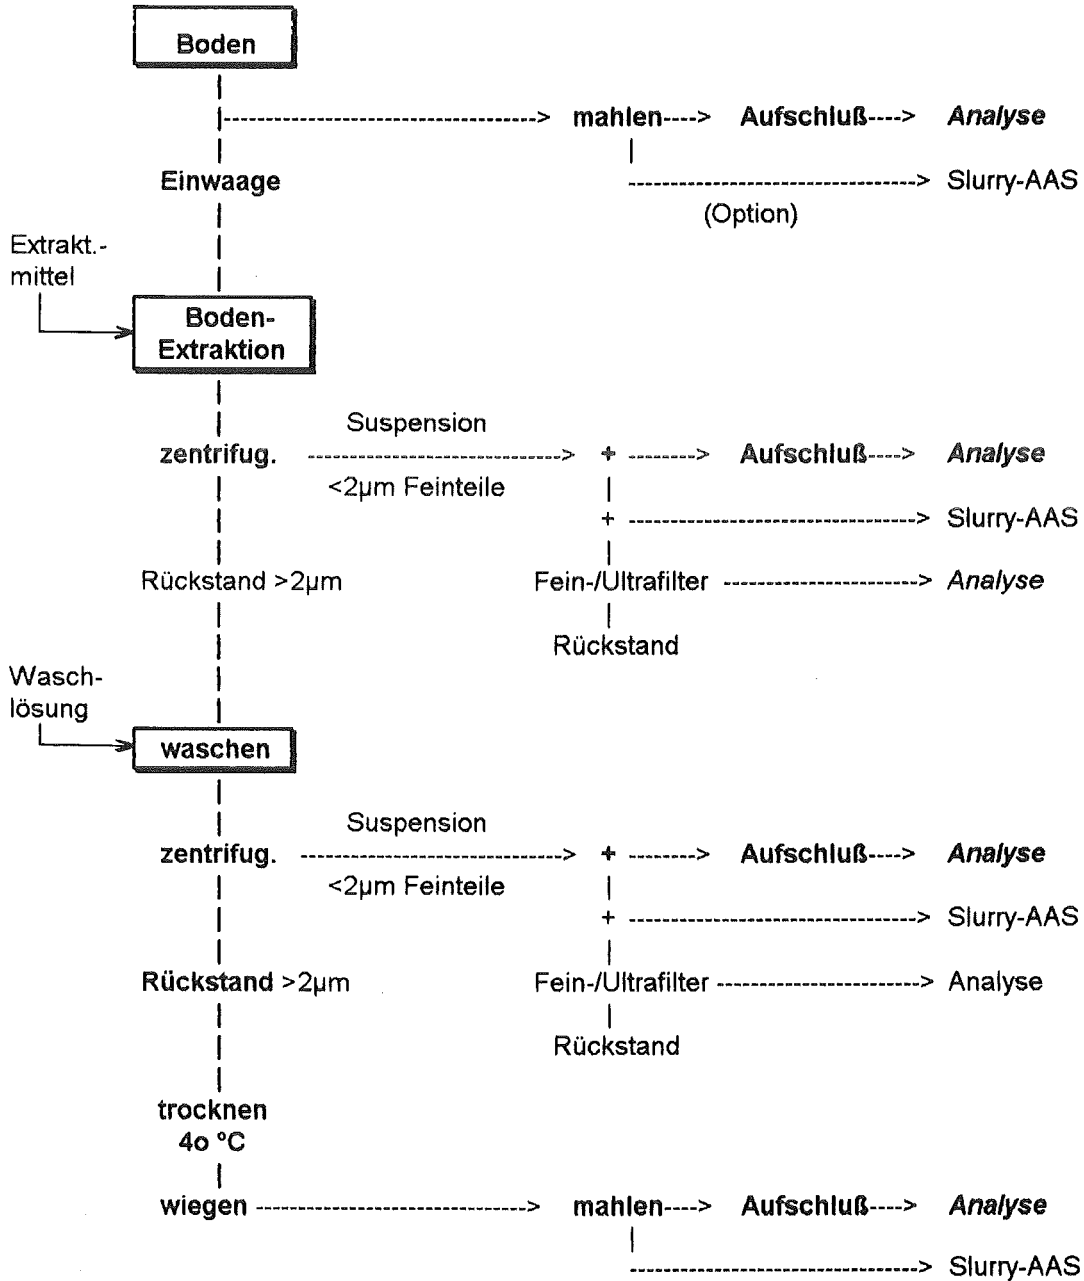 Boden
mahlen----> Aufschluß----> Analyse
Einwaage
Slurry-AAS
(Option)
Extrakt.-
mittel
Boden-
Extraktion
Suspension
zentrifug. + -------> Aufschluß----> Analyse
<2µm Feinteile
+ Slurry-AAS
Rückstand >2µm Fein-/Ultrafilter Analyse
Rückstand
Wasch-
lösung
waschen
Suspension
zentrifug. + -------> Aufschluß----> Analyse
<2µm Feinteile
+ Slurry-AAS
Rückstand >2µm Fein-/Ultrafilter Analyse
Rückstand
trocknen
4o ºC
wiegen mahlen----> Aufschluß----> Analyse
Slurry-AAS